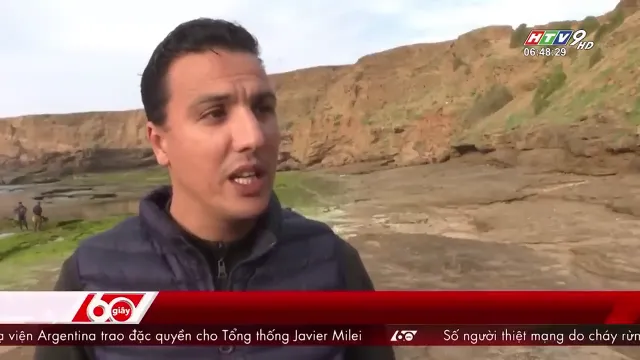 HTV9 HD
06:48:29
60 giây
viện Argentina trao đặc quyền cho Tổng thống Javier Milei 60 Số người thiệt mạng do cháy rừn